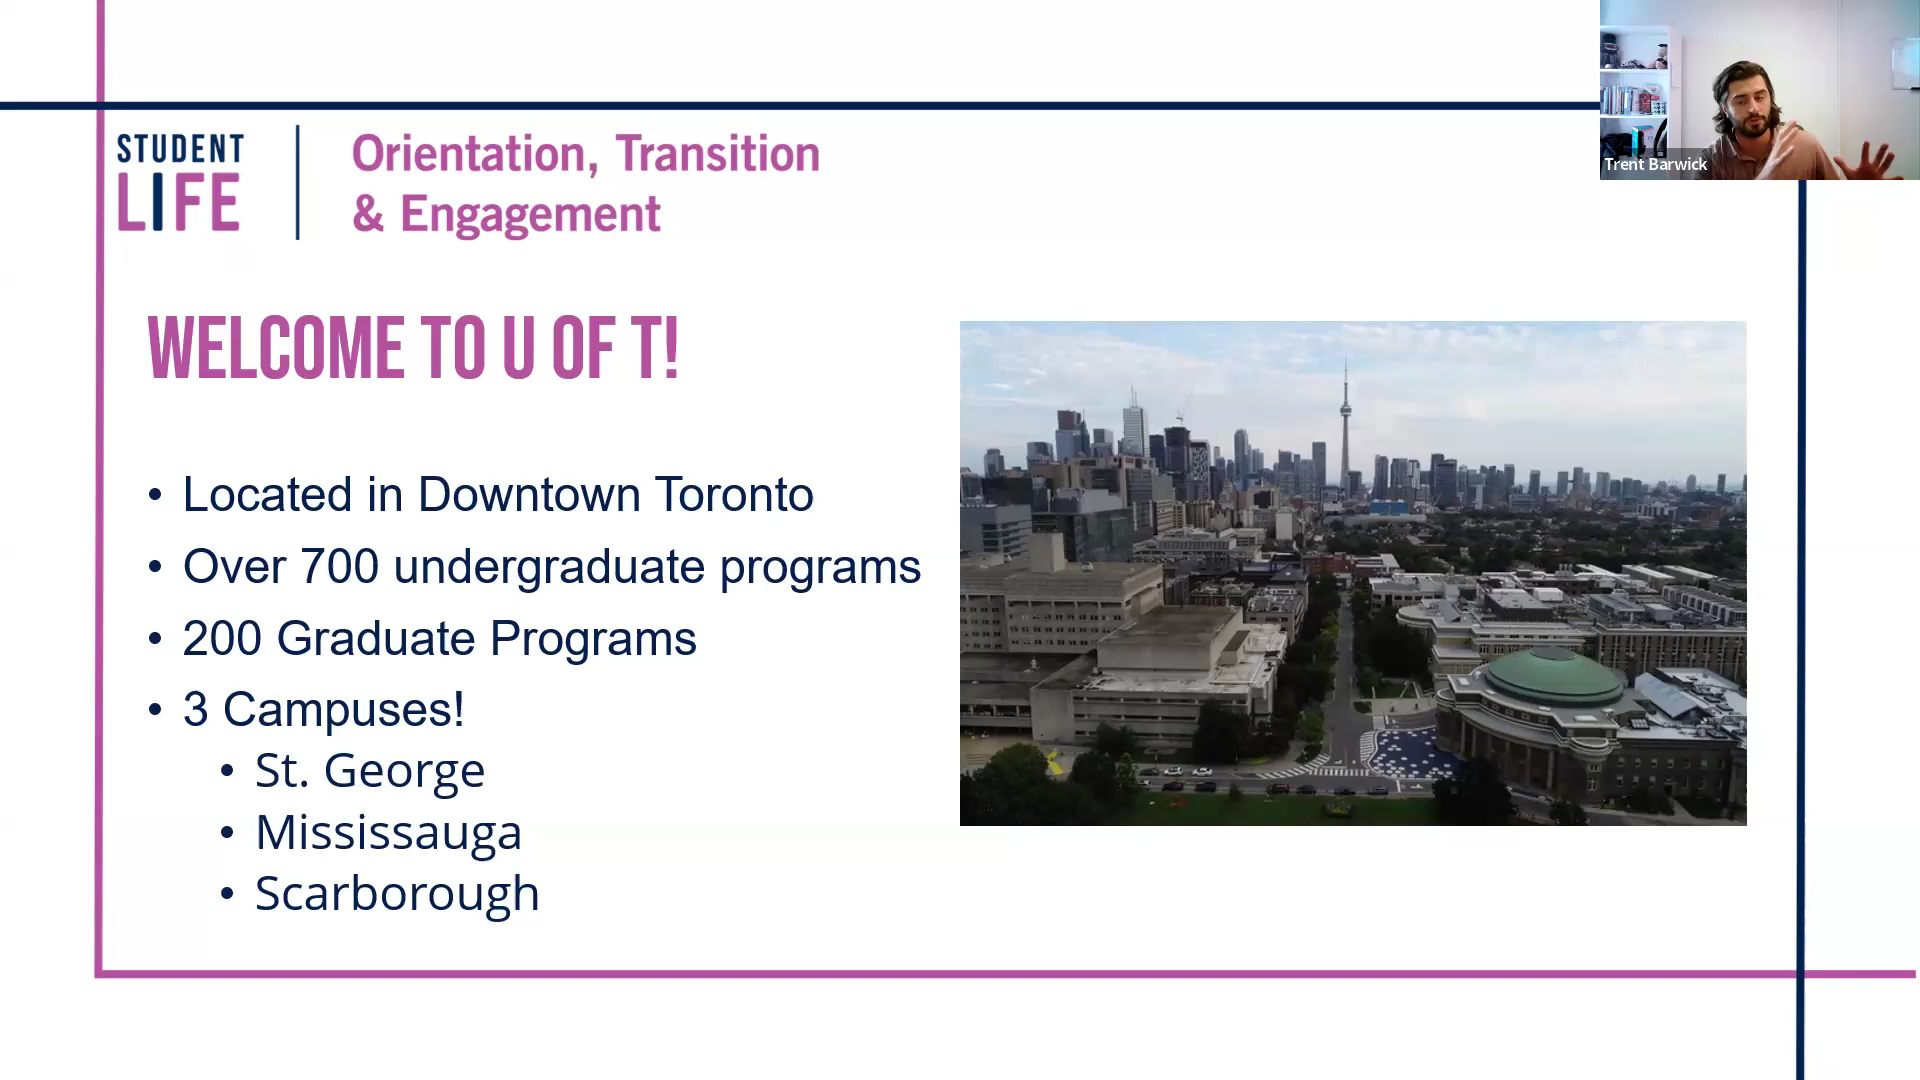 Trent Barwick
STUDENT
LIFE
Orientation, Transition
& Engagement
WELCOME TO U OF T!
• Located in Downtown Toronto
• Over 700 undergraduate programs
• 200 Graduate Programs
• 3 Campuses!
• St. George
• Mississauga
• Scarborough